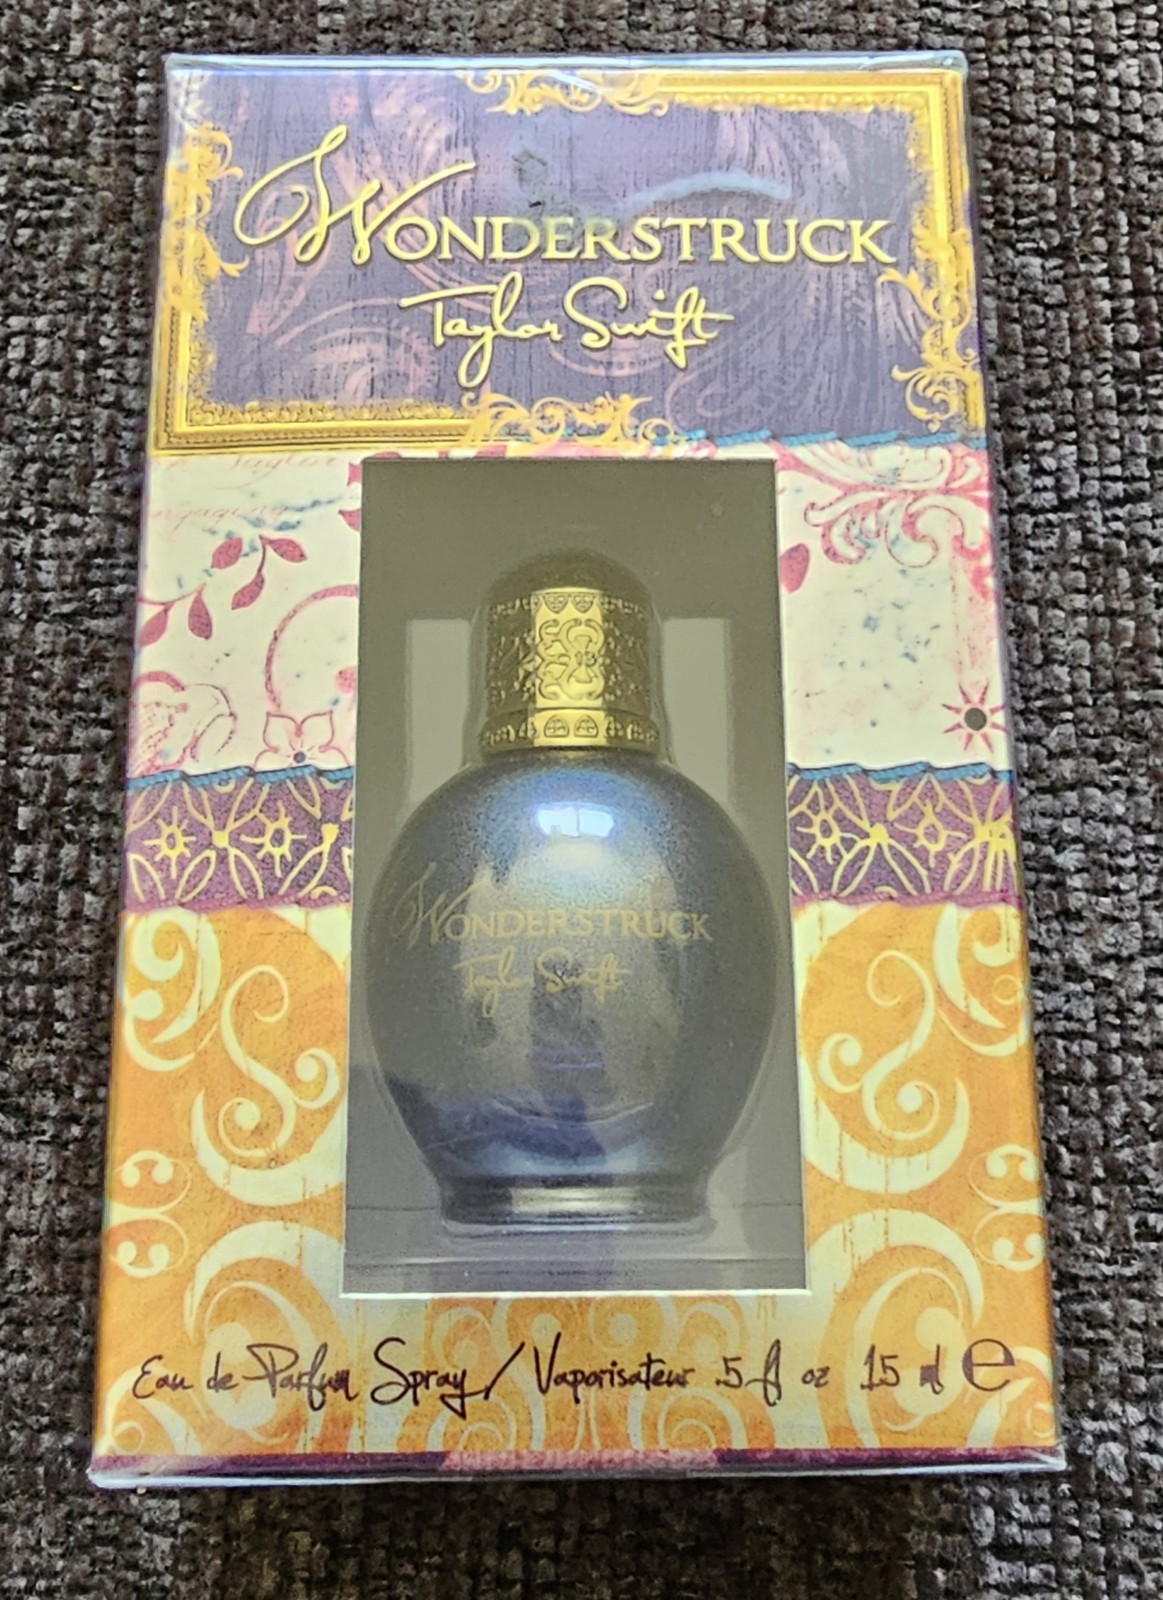 WONDERSTRUCK
Taylor Swift
WONDERSTRUCK
Taylor Swift
Eau de Parfum Spray / Vaporisateur .5 fl oz 15 ml e